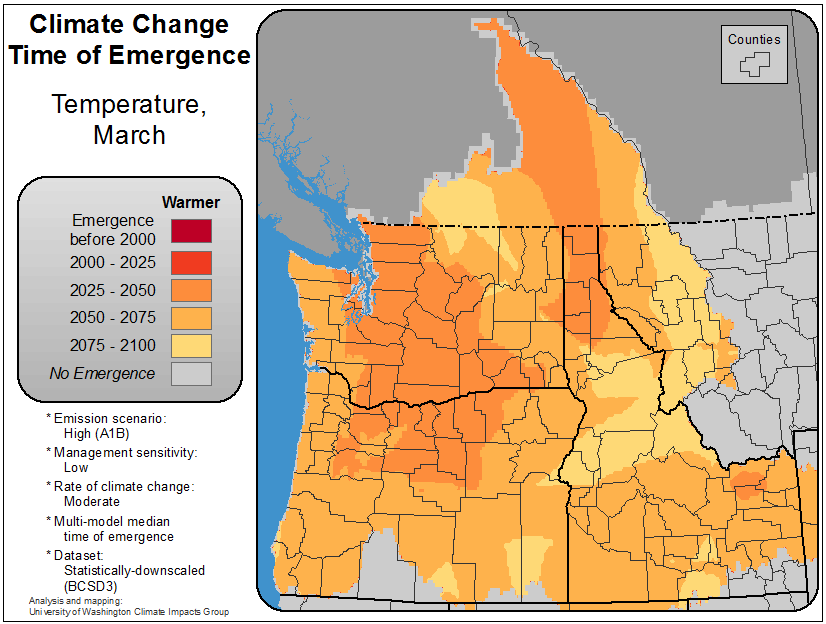 Climate Change
Time of Emergence
Temperature,
March
Counties
Warmer
Emergence
before 2000
2000 - 2025
2025 - 2050
2050 - 2075
2075 - 2100
No Emergence
* Emission scenario:
High (A1B)
* Management sensitivity:
Low
* Rate of climate change:
Moderate
* Multi-model median
time of emergence
* Dataset:
Statistically-downscaled
(BCSD3)
Analysis and mapping:
University of Washington Climate Impacts Group